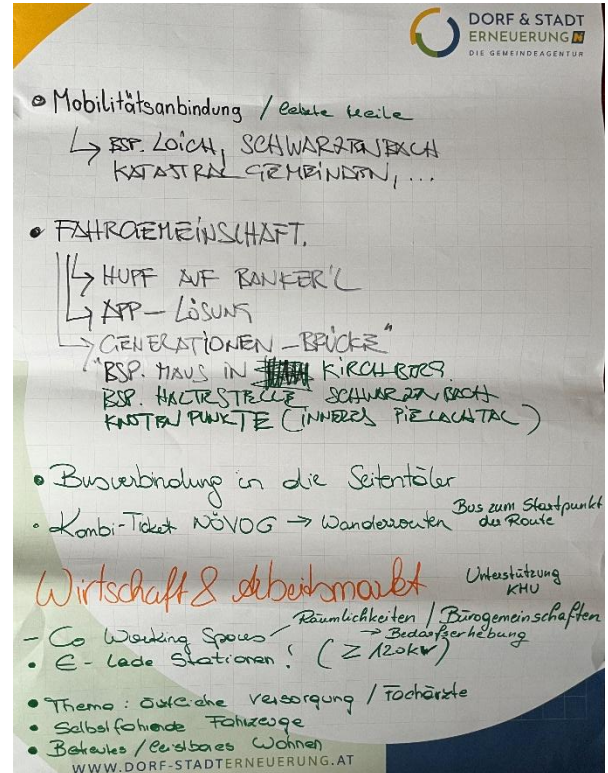 DORF & STADT
ERNEUERUNG N
DIE GEMEINDEAGENTUR
• Mobilitätsanbindung / letzte Meile
↳ BSP. LOICH, SCHWARZENBACH
KATASTRALGEMEINDEN, ...
• FAHRGEMEINSCHAFT.
↳ HUPF AUF BANKER'L
↳ APP-LÖSUNG
→ "GENERATIONEN-BRÜCKE"
BSP. HAUS IN KIRCHBERG.
BSP. HALTESTELLE SCHWARZENBACH
KNOTENPUNKTE (INNERES PIELACHTAL)
• Busverbindung in die Seitentäler
• Kombi-Ticket NÖVOG → Wanderrouten Bus zum Startpunkt
der Route
Wirtschaft & Arbeitsmarkt Unterstützung
KMU
- Co Working Spaces / Räumlichkeiten / Bürogemeinschaften
→ Bedarfserhebung
• E-Lade Stationen! (≥ 120kW)
• Thema: ärztliche Versorgung / Fachärzte
• Selbstfahrende Fahrzeuge
• Betreutes / leistbares Wohnen
WWW.DORF-STADTERNEUERUNG.AT